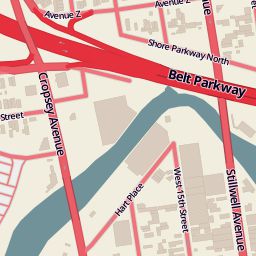 Avenue Z
Avenue Z
Shore Parkway North
Belt Parkway
Street
Cropsey Avenue
Hart Place
West 15th Street
Stillwell Avenue